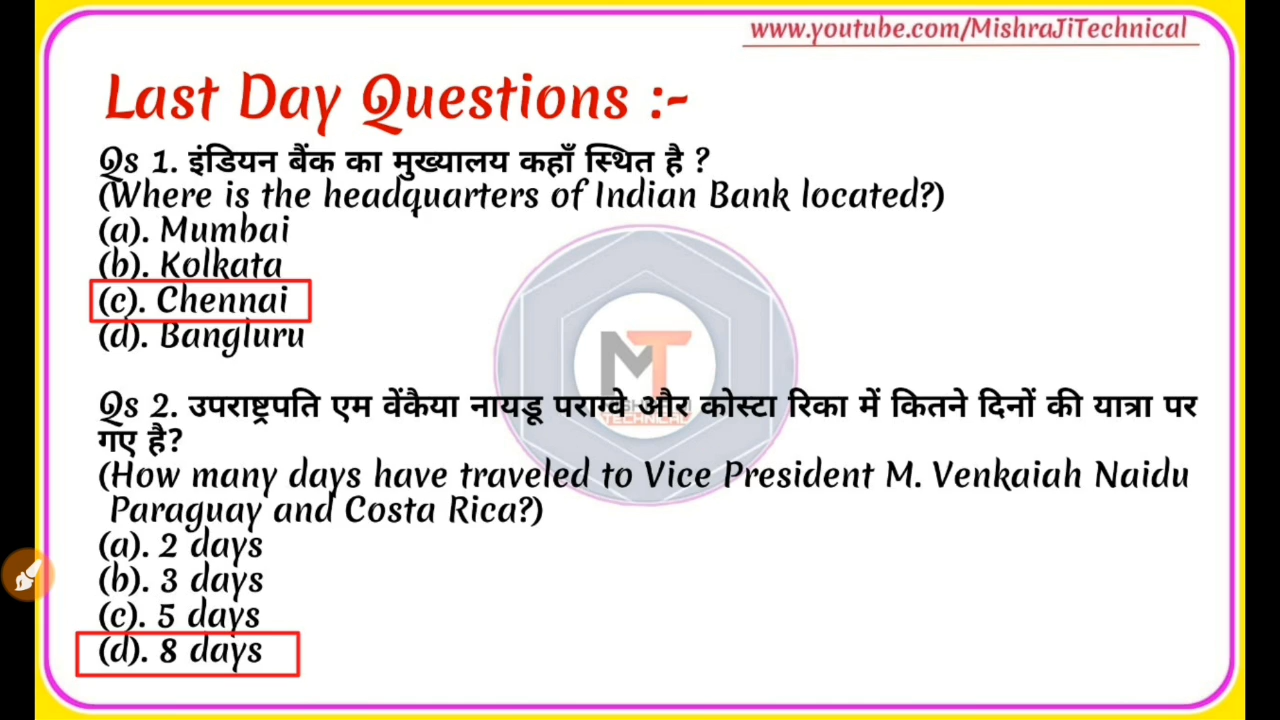 www.youtube.com/MishraJiTechnical
Last Day Questions :-
Qs 1. इंडियन बैंक का मुख्यालय कहाँ स्थित है ?
(Where is the headquarters of Indian Bank located?)
(a). Mumbai
(b). Kolkata
(c). Chennai
(d). Bangluru
MT
Qs 2. उपराष्ट्रपति एम वेंकैया नायडू पराग्वे और कोस्टा रिका में कितने दिनों की यात्रा पर
TECHNICAL
गए है?
(How many days have traveled to Vice President M. Venkaiah Naidu
Paraguay and Costa Rica?)
(a). 2 days
(b). 3 days
(c). 5 days
(d). 8 days